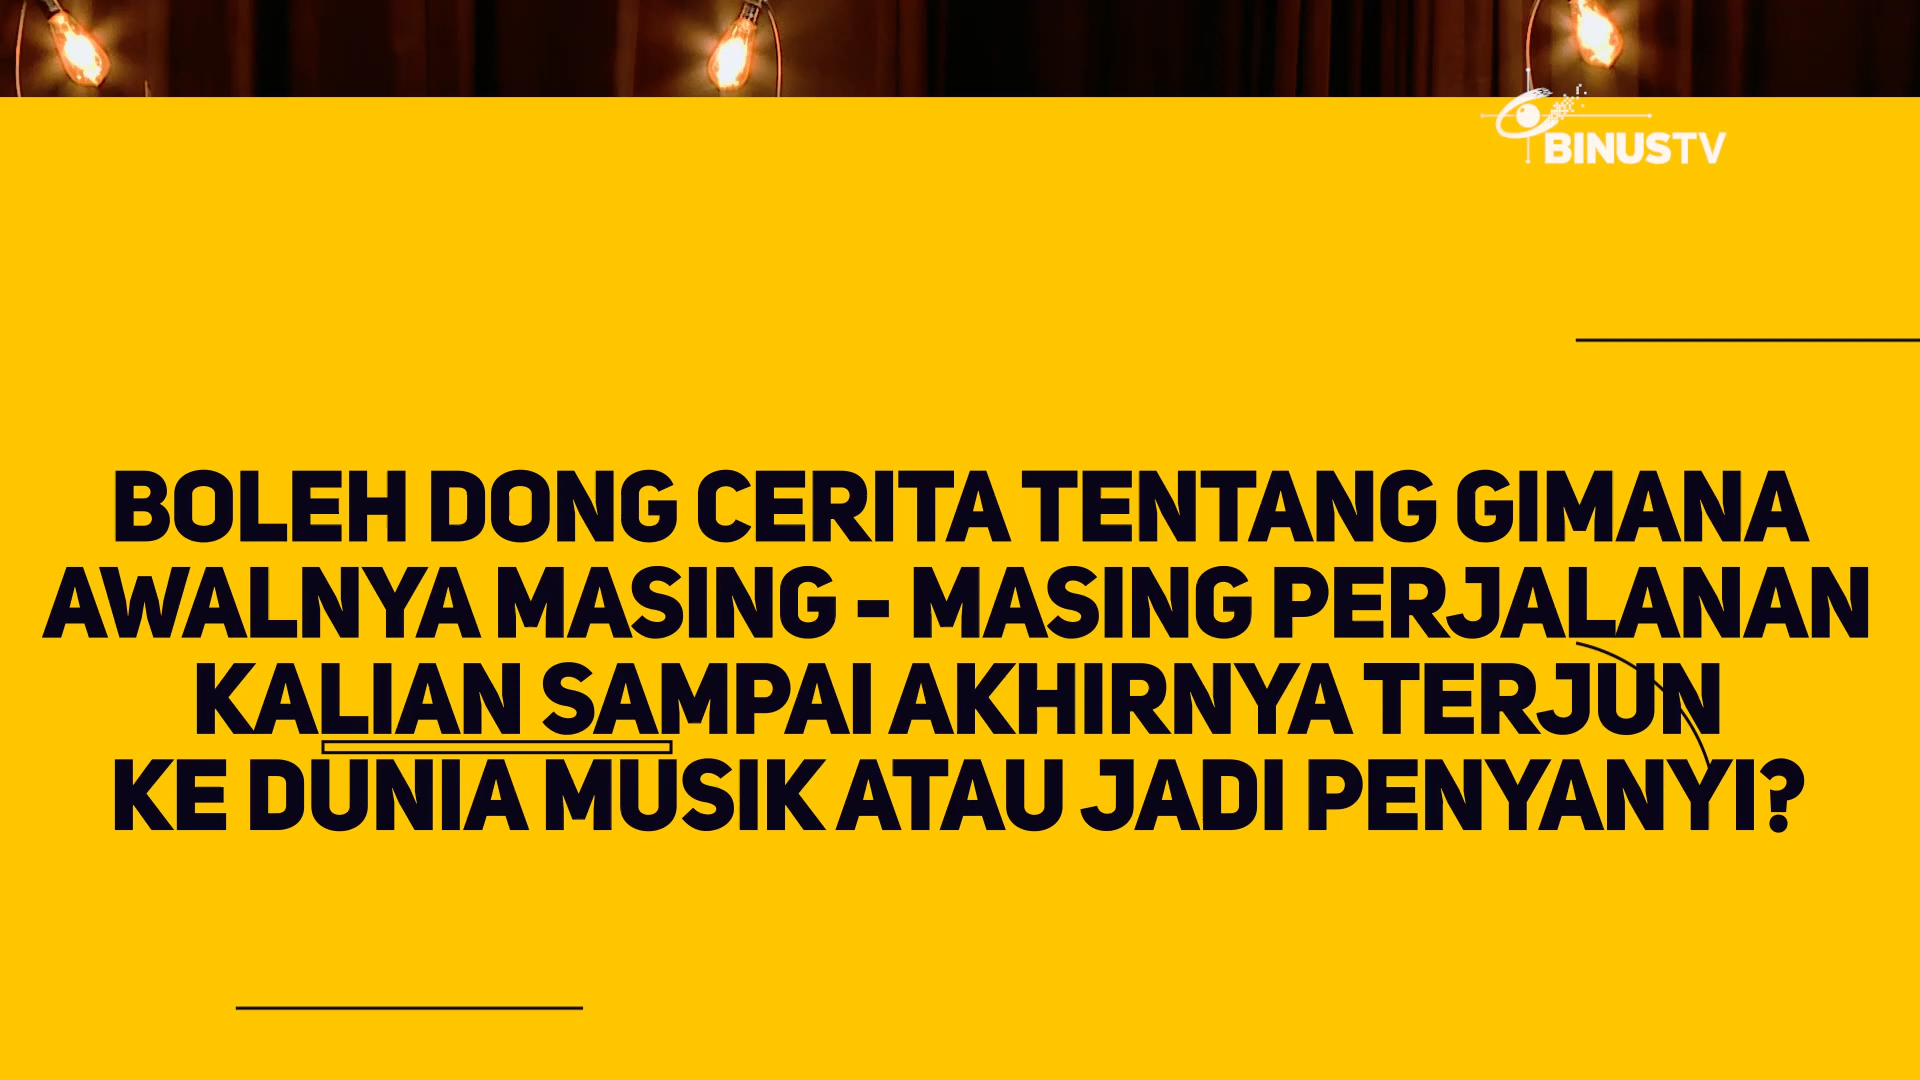 BINUSTV
BOLEH DONG CERITA TENTANG GIMANA
AWALNYA MASING - MASING PERJALANAN
KALIAN SAMPAI AKHIRNYA TERJUN
KE DUNIA MUSIK ATAU JADI PENYANYI?